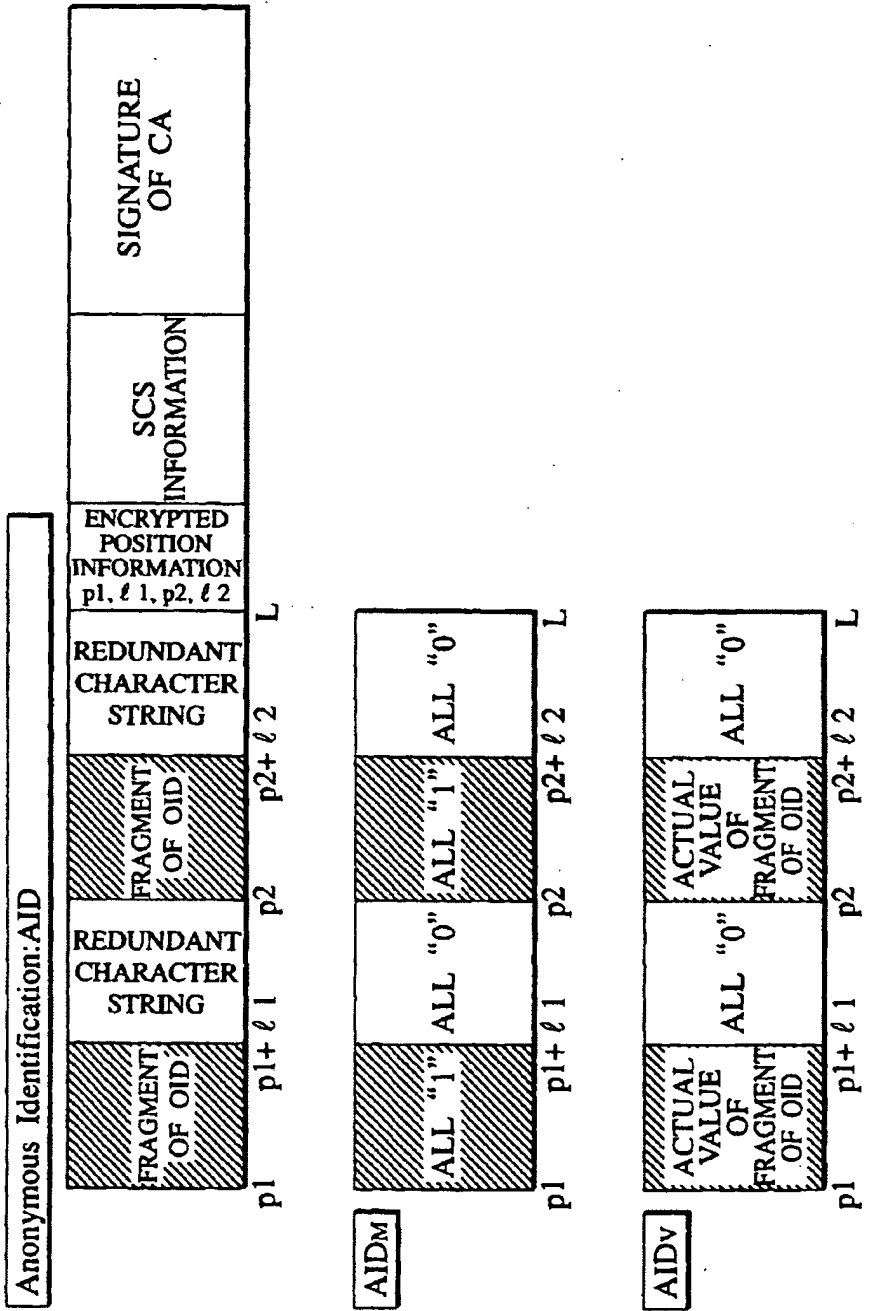 Anonymous Identification:AID
FRAGMENT
OF OID
REDUNDANT
CHARACTER
STRING
FRAGMENT
OF OID
REDUNDANT
CHARACTER
STRING
ENCRYPTED
POSITION
INFORMATION
p1, ℓ 1, p2, ℓ 2
SCS
INFORMATION
SIGNATURE
OF CA
p1
p1+ ℓ 1
p2
p2+ ℓ 2
L
AIDM
ALL “1”
ALL “0”
ALL “1”
ALL “0”
p1
p1+ ℓ 1
p2
p2+ ℓ 2
L
AIDV
ACTUAL
VALUE
OF
FRAGMENT
OF OID
ALL “0”
ACTUAL
VALUE
OF
FRAGMENT
OF OID
ALL “0”
p1
p1+ ℓ 1
p2
p2+ ℓ 2
L